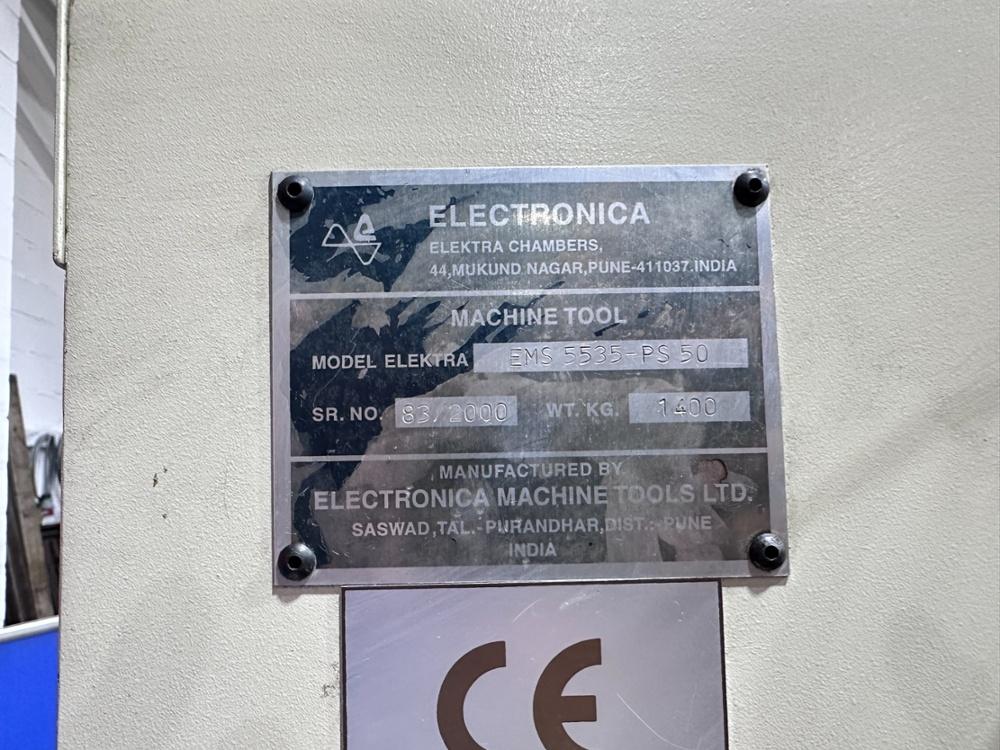 ELECTRONICA
ELEKTRA CHAMBERS,
44,MUKUND NAGAR,PUNE-411037.INDIA
MACHINE TOOL
MODEL ELEKTRA EMS 5535-PS 50
SR. NO. 83/2000 WT. KG. 1400
MANUFACTURED BY
ELECTRONICA MACHINE TOOLS LTD.
SASWAD,TAL.-PURANDHAR,DIST.:-PUNE
INDIA
CE